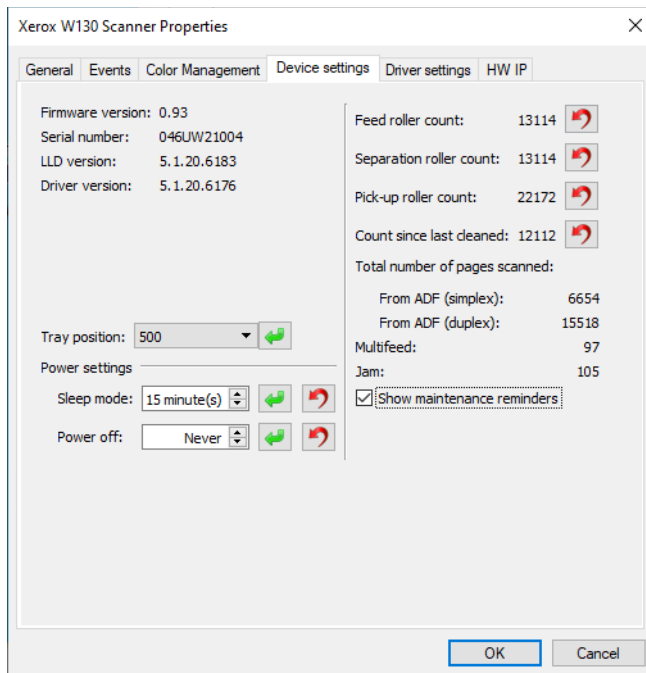 Xerox W130 Scanner Properties
General Events Color Management Device settings Driver settings HW IP
Firmware version: 0.93
Serial number: 046UW21004
LLD version: 5.1.20.6183
Driver version: 5.1.20.6176
Tray position: 500
Power settings
Sleep mode: 15 minute(s)
Power off: Never
Feed roller count: 13114
Separation roller count: 13114
Pick-up roller count: 22172
Count since last cleaned: 12112
Total number of pages scanned:
From ADF (simplex): 6654
From ADF (duplex): 15518
Multifeed: 97
Jam: 105
Show maintenance reminders
OK Cancel